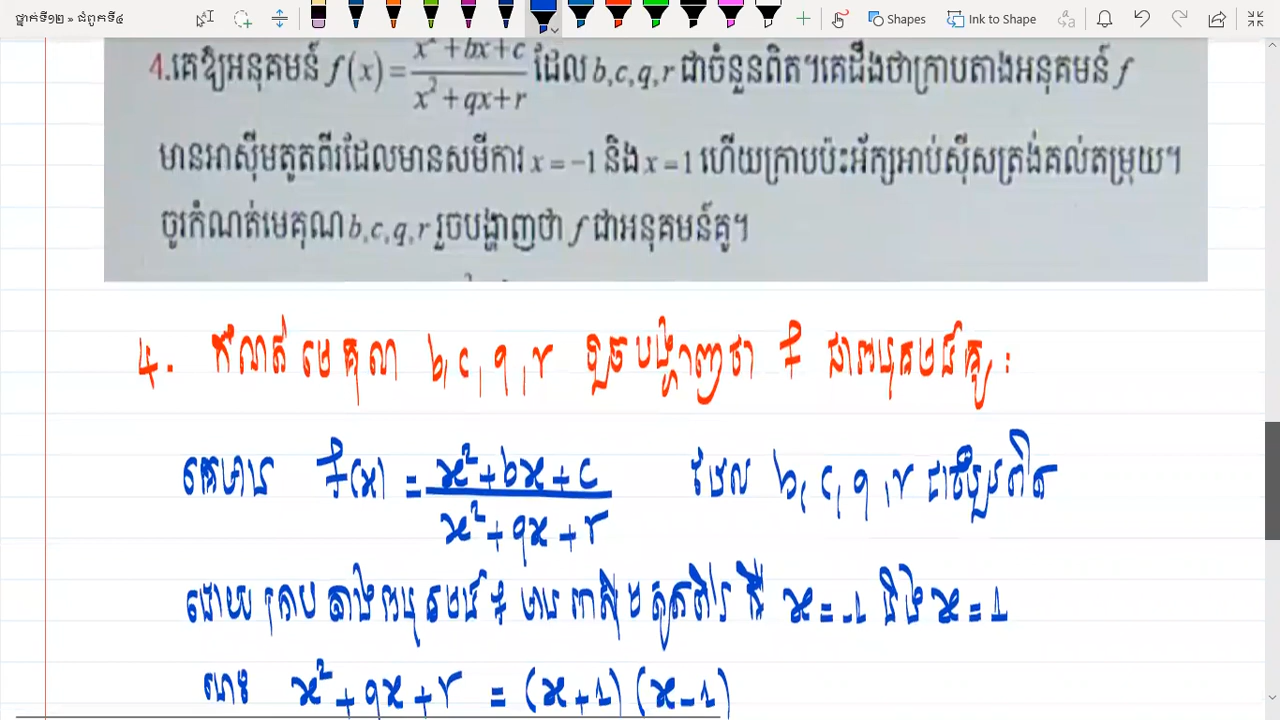 ថ្នាក់ទី១២ • ជំពូកទី៤
Shapes Ink to Share
4.គេឱ្យអនុគមន៍ f(x) = (x² + bx + c)/(x² + qx + r) ដែល b,c,q,r ជាចំនួនពិត។គេដឹងថាក្រាបតាងអនុគមន៍ f
មានអាស៊ីមតូតពីរដែលមានសមីការ x = −1 និង x = 1 ហើយក្រាបប៉ះអ័ក្សអាប់ស៊ីសត្រង់គល់តម្រុយ។
ចូរកំណត់មេគុណ b,c,q,r រួចបង្ហាញថា f ជាអនុគមន៍គូ។
៤. កំណត់មេគុណ b, c, q, r រួចបង្ហាញថា f ជាអនុគមន៍គូ :
គេមាន f(x) = (x² + bx + c)/(x² + qx + r) ដែល b, c, q, r ជាចំនួនពិត
ដោយក្រាបតាងអនុគមន៍ f មានអាស៊ីមតូតពីរគឺ x = -1 និង x = 1
នោះ x² + qx + r = (x+1)(x-1)